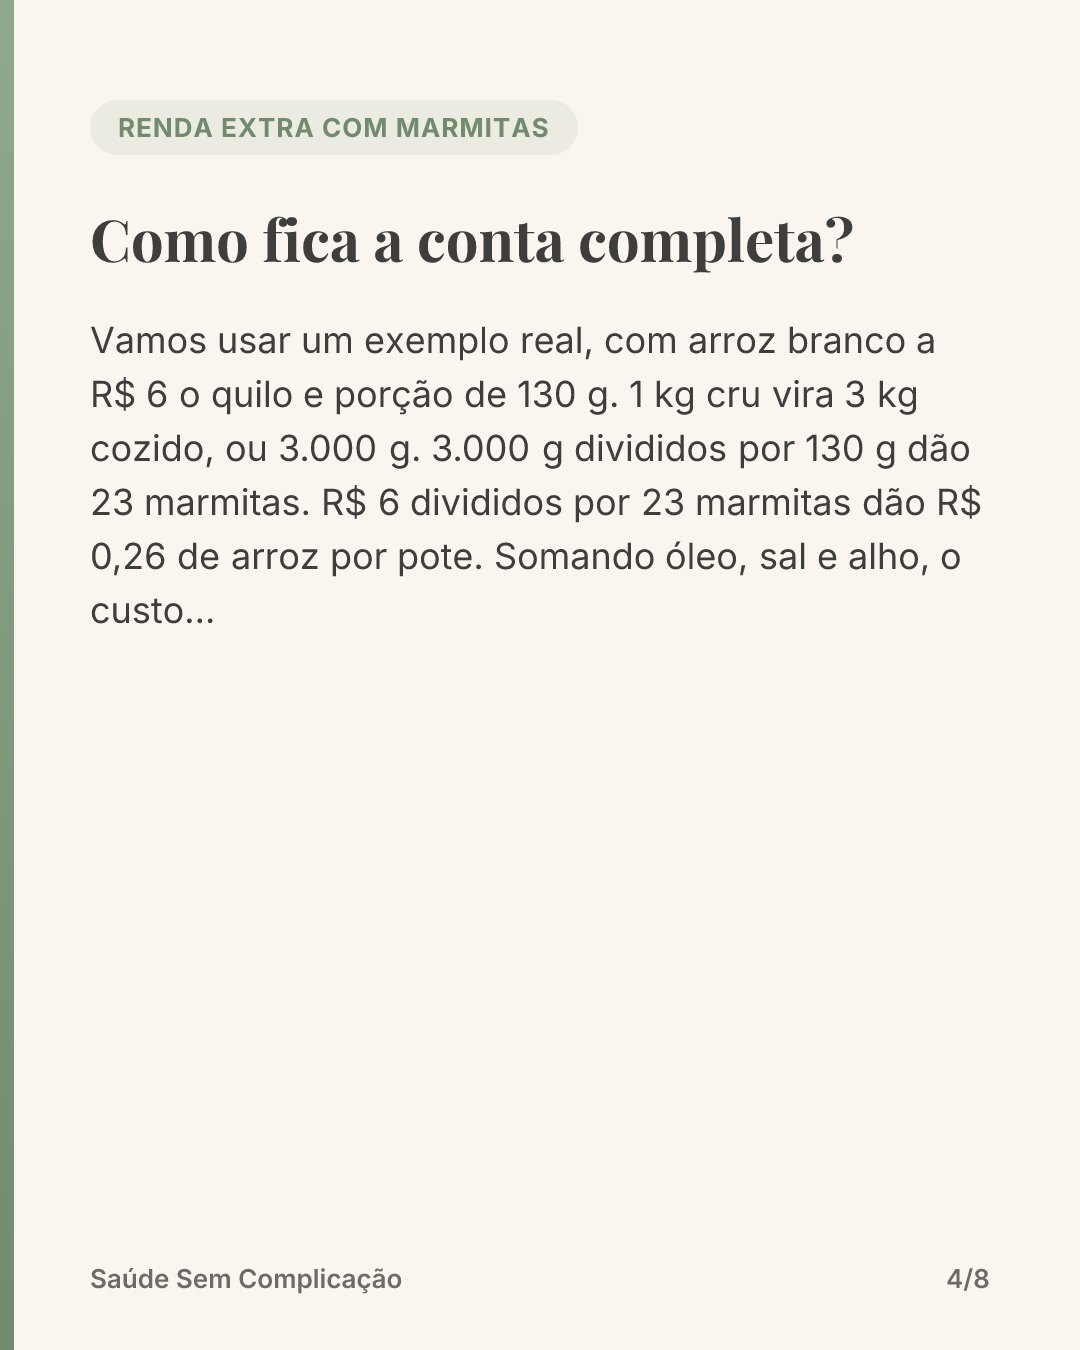 RENDA EXTRA COM MARMITAS
Como fica a conta completa?
Vamos usar um exemplo real, com arroz branco a
R$ 6 o quilo e porção de 130 g. 1 kg cru vira 3 kg
cozido, ou 3.000 g. 3.000 g divididos por 130 g dão
23 marmitas. R$ 6 divididos por 23 marmitas dão R$
0,26 de arroz por pote. Somando óleo, sal e alho, o
custo...
Saúde Sem Complicação
4/8